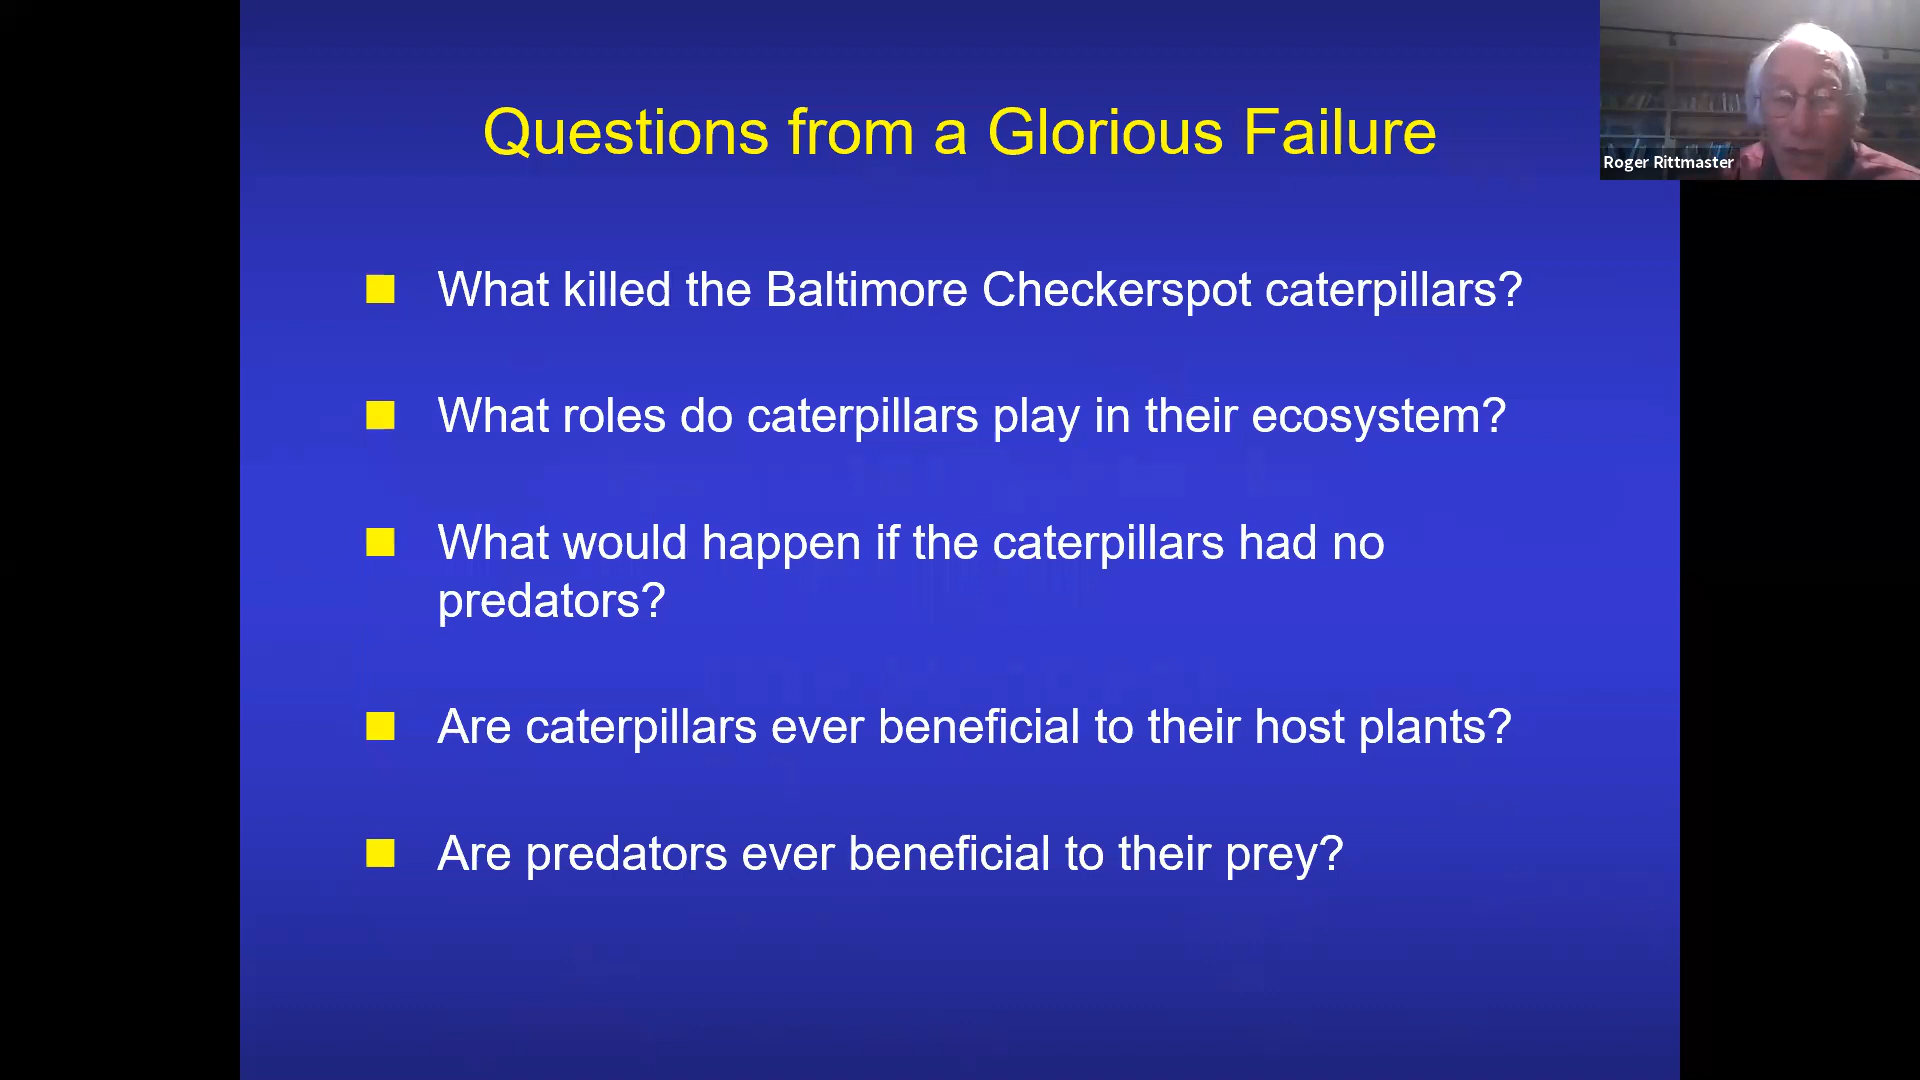 Questions from a Glorious Failure
Roger Rittmaster
What killed the Baltimore Checkerspot caterpillars?
What roles do caterpillars play in their ecosystem?
What would happen if the caterpillars had no
predators?
Are caterpillars ever beneficial to their host plants?
Are predators ever beneficial to their prey?